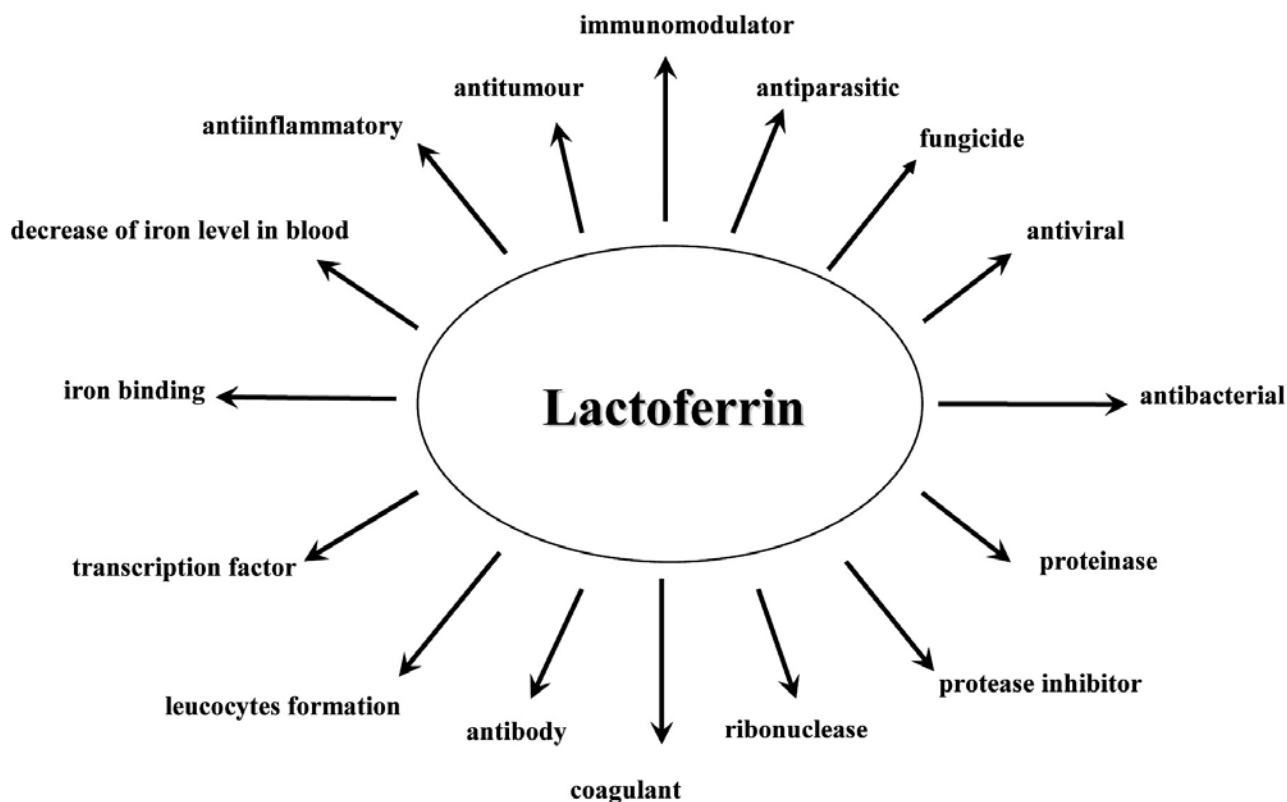 immunomodulator
antitumour
antiparasitic
antiinflammatory
fungicide
decrease of iron level in blood
antiviral
iron binding
Lactoferrin
antibacterial
transcription factor
proteinase
leucocytes formation
protease inhibitor
antibody
ribonuclease
coagulant